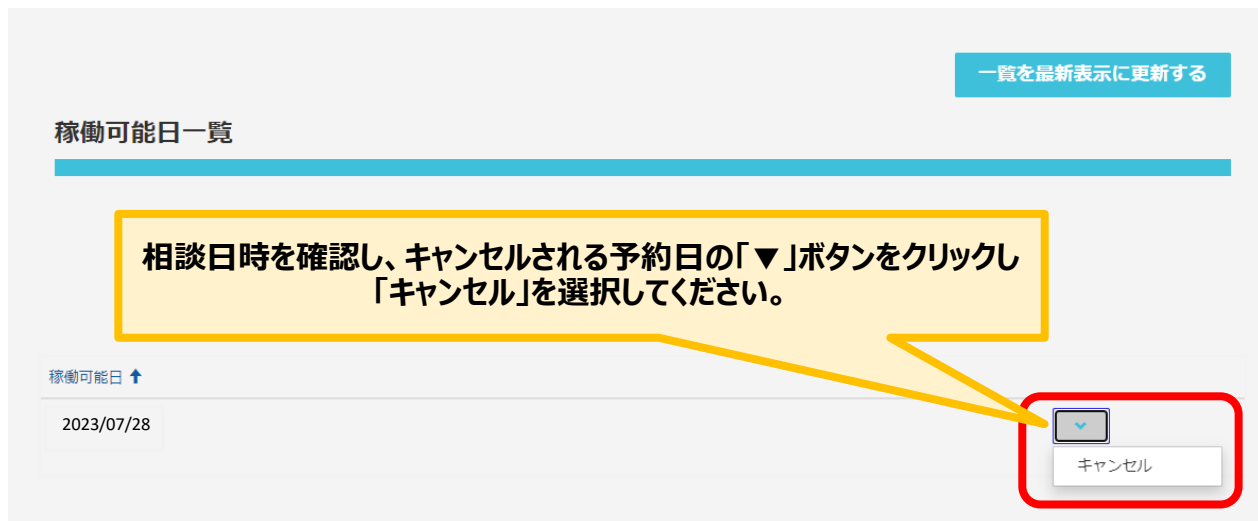 一覧を最新表示に更新する
稼働可能日一覧
相談日時を確認し、キャンセルされる予約日の「▼」ボタンをクリックし
「キャンセル」を選択してください。
稼働可能日 ↑
2023/07/28
キャンセル